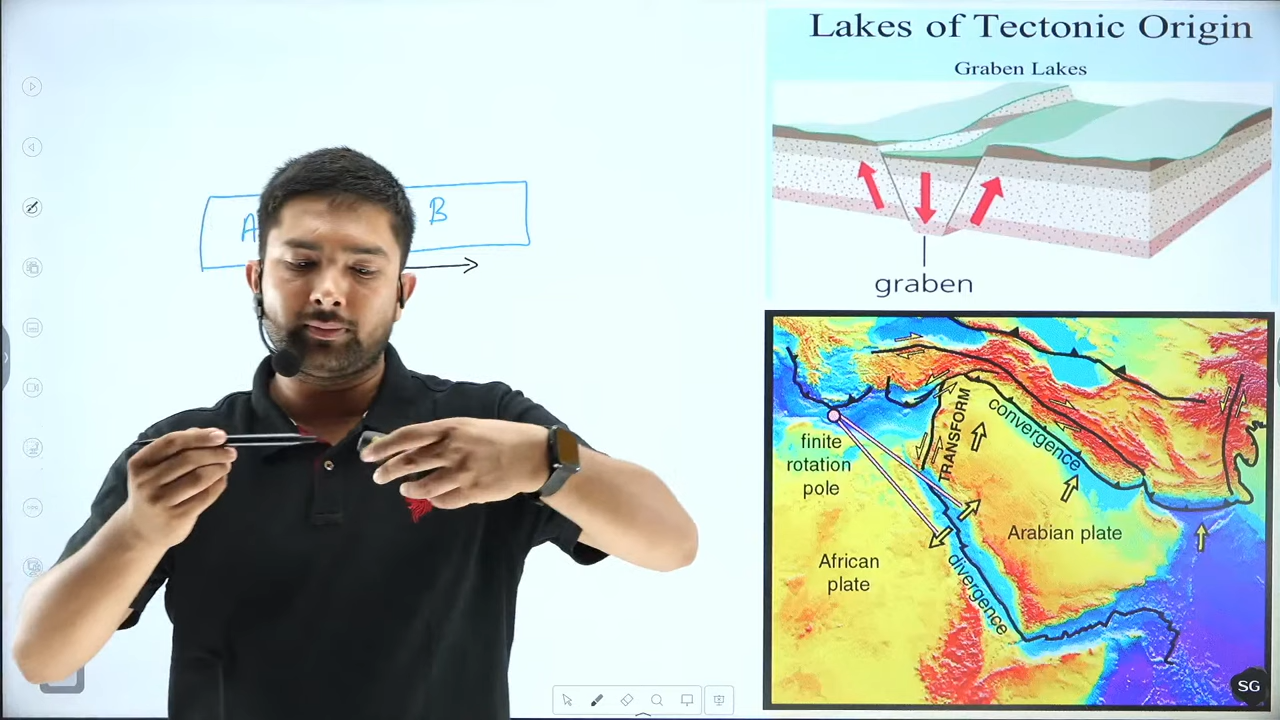 A
B
Lakes of Tectonic Origin
Graben Lakes
graben
finite
rotation
pole
TRANSFORM
convergence
Arabian plate
African
plate
divergence
SG